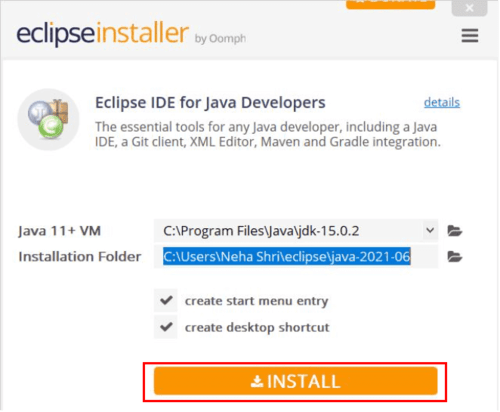 eclipseinstaller by Oomph
Eclipse IDE for Java Developers details
The essential tools for any Java developer, including a Java
IDE, a Git client, XML Editor, Maven and Gradle integration.
Java 11+ VM C:\Program Files\Java\jdk-15.0.2
Installation Folder C:\Users\Neha Shri\eclipse\java-2021-06
create start menu entry
create desktop shortcut
INSTALL